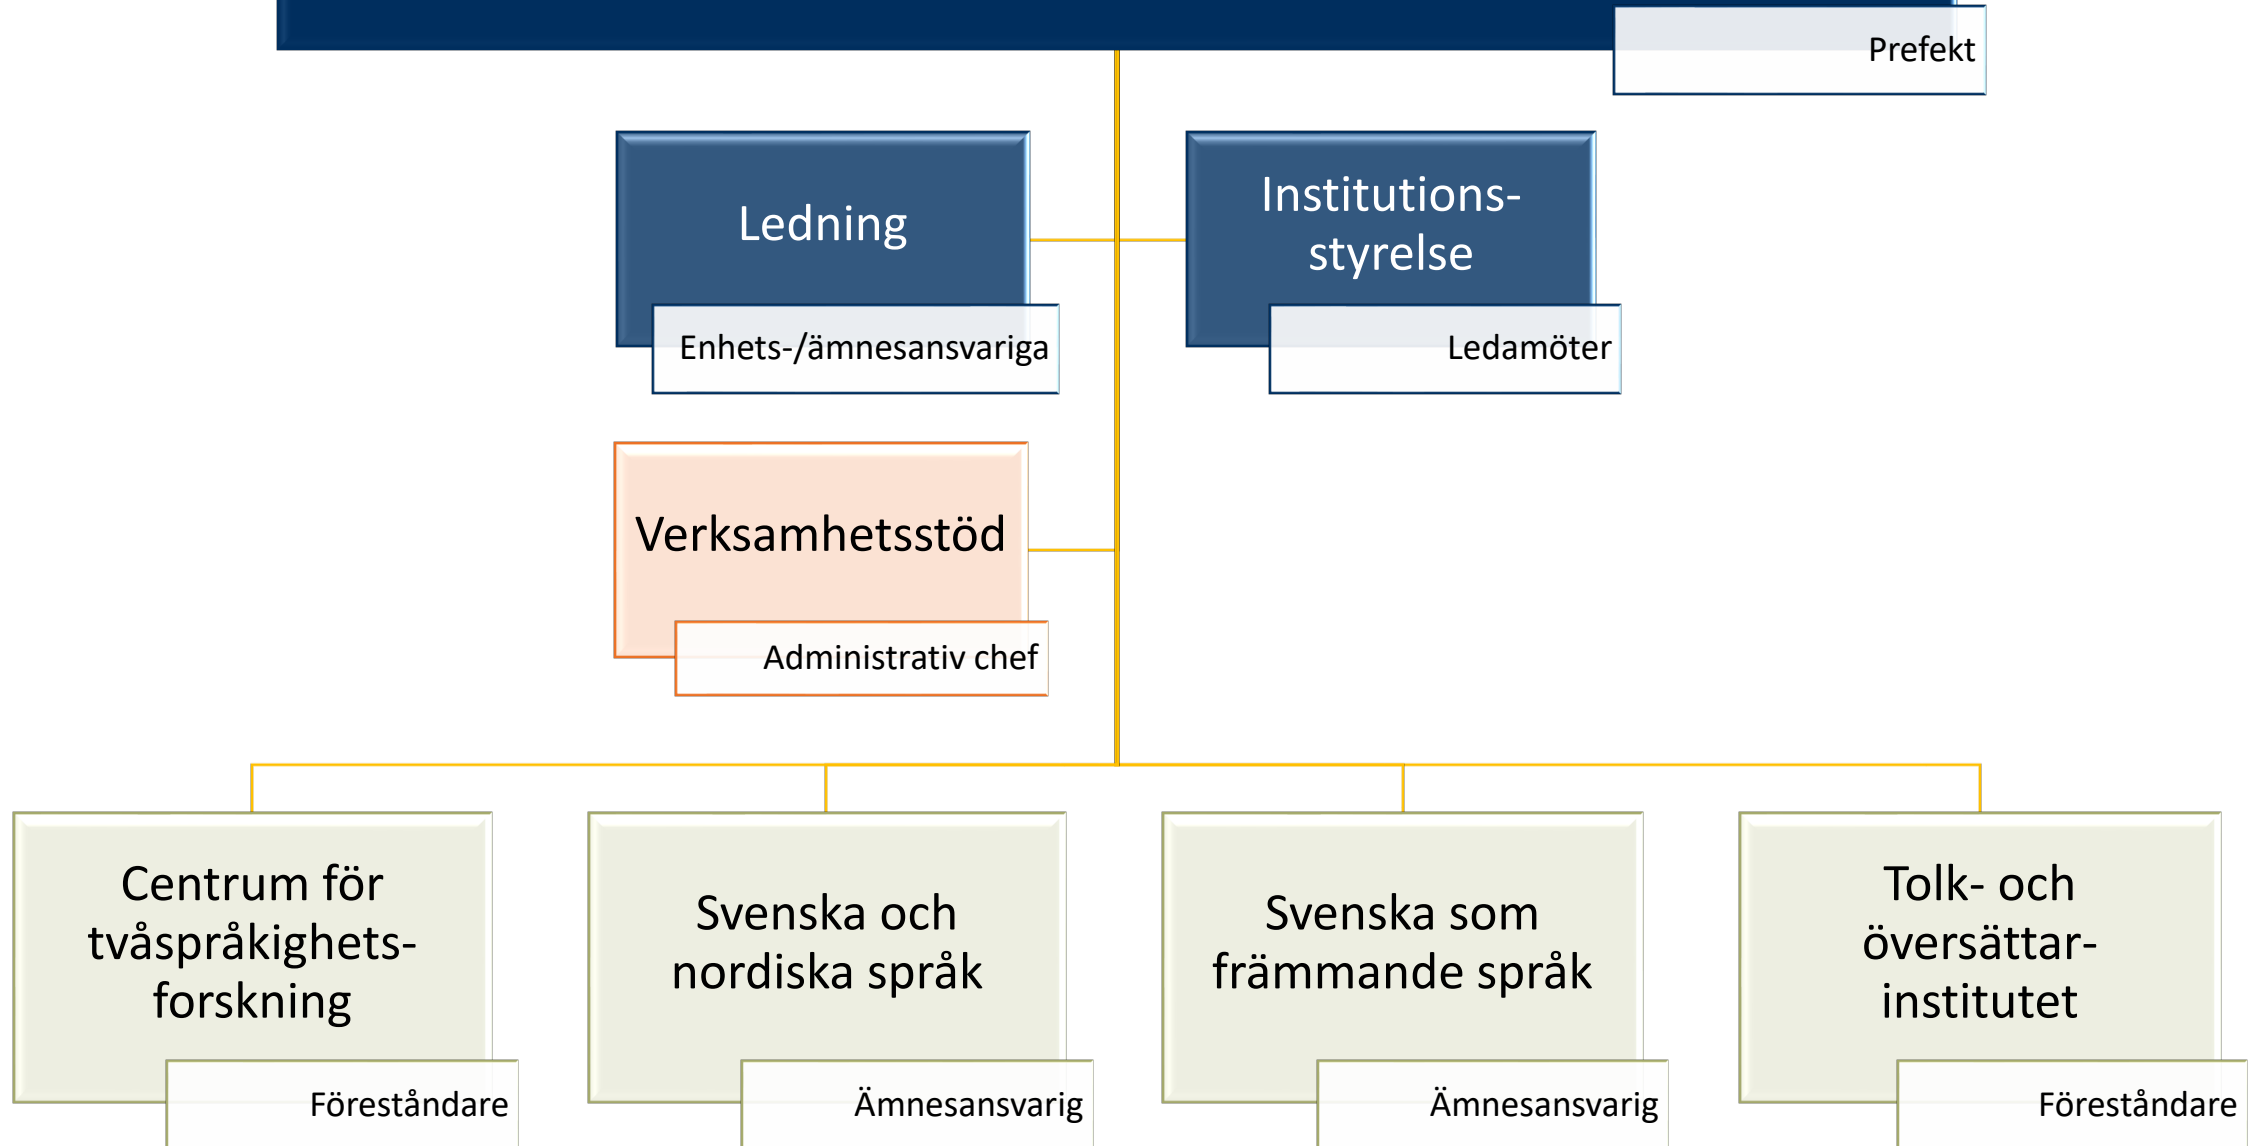 Prefekt
Ledning
Enhets-/ämnesansvariga
Institutions-
styrelse
Ledamöter
Verksamhetsstöd
Administrativ chef
Centrum för
tvåspråkighets-
forskning
Föreståndare
Svenska och
nordiska språk
Ämnesansvarig
Svenska som
främmande språk
Ämnesansvarig
Tolk- och
översättar-
institutet
Föreståndare